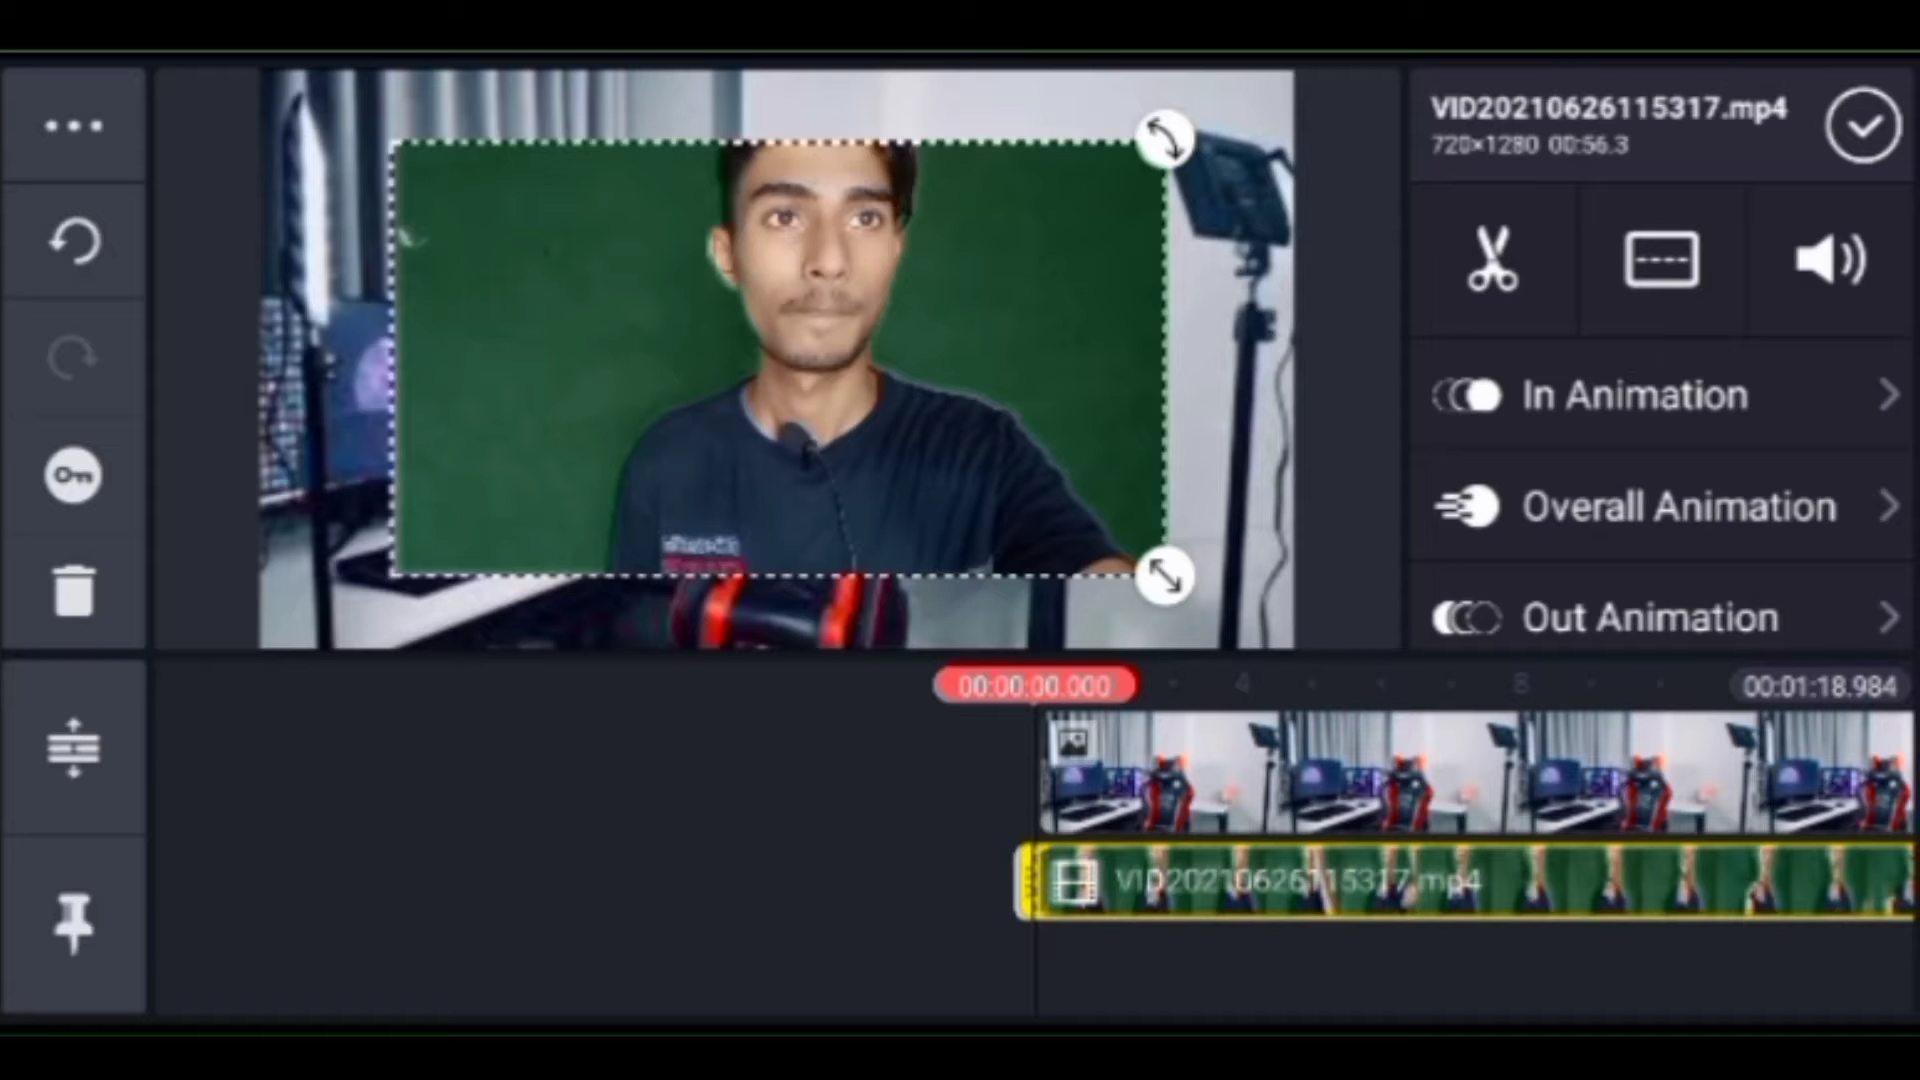 VID20210626115317.mp4
720×1280 00:56.3
In Animation
Overall Animation
Out Animation
00:00:00.000
4
8
00:01:18.984
VID20210626115317.mp4